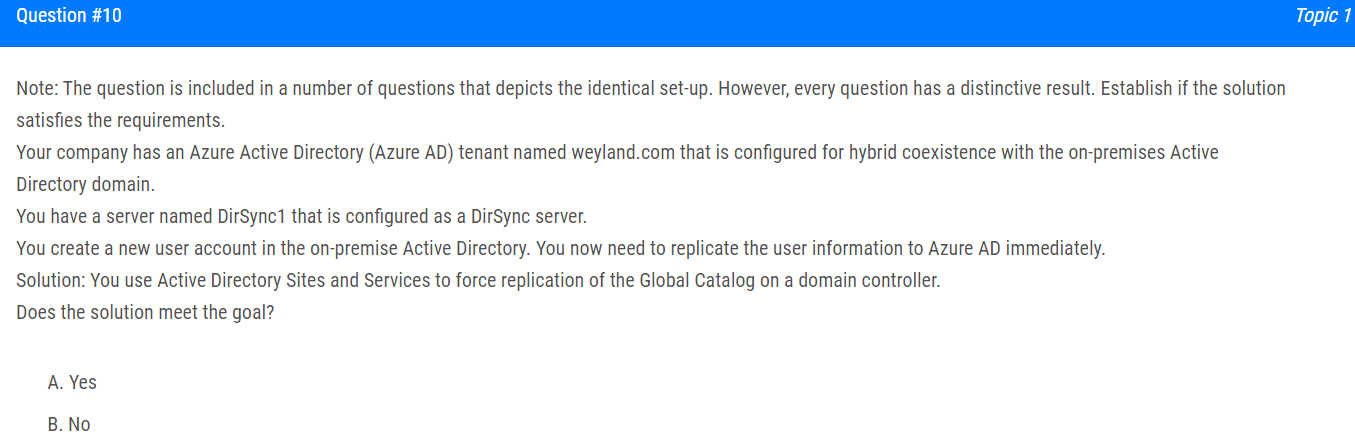 Question #10
Topic 1
Note: The question is included in a number of questions that depicts the identical set-up. However, every question has a distinctive result. Establish if the solution
satisfies the requirements.
Your company has an Azure Active Directory (Azure AD) tenant named weyland.com that is configured for hybrid coexistence with the on-premises Active
Directory domain.
You have a server named DirSync1 that is configured as a DirSync server.
You create a new user account in the on-premise Active Directory. You now need to replicate the user information to Azure AD immediately.
Solution: You use Active Directory Sites and Services to force replication of the Global Catalog on a domain controller.
Does the solution meet the goal?
A. Yes
B. No